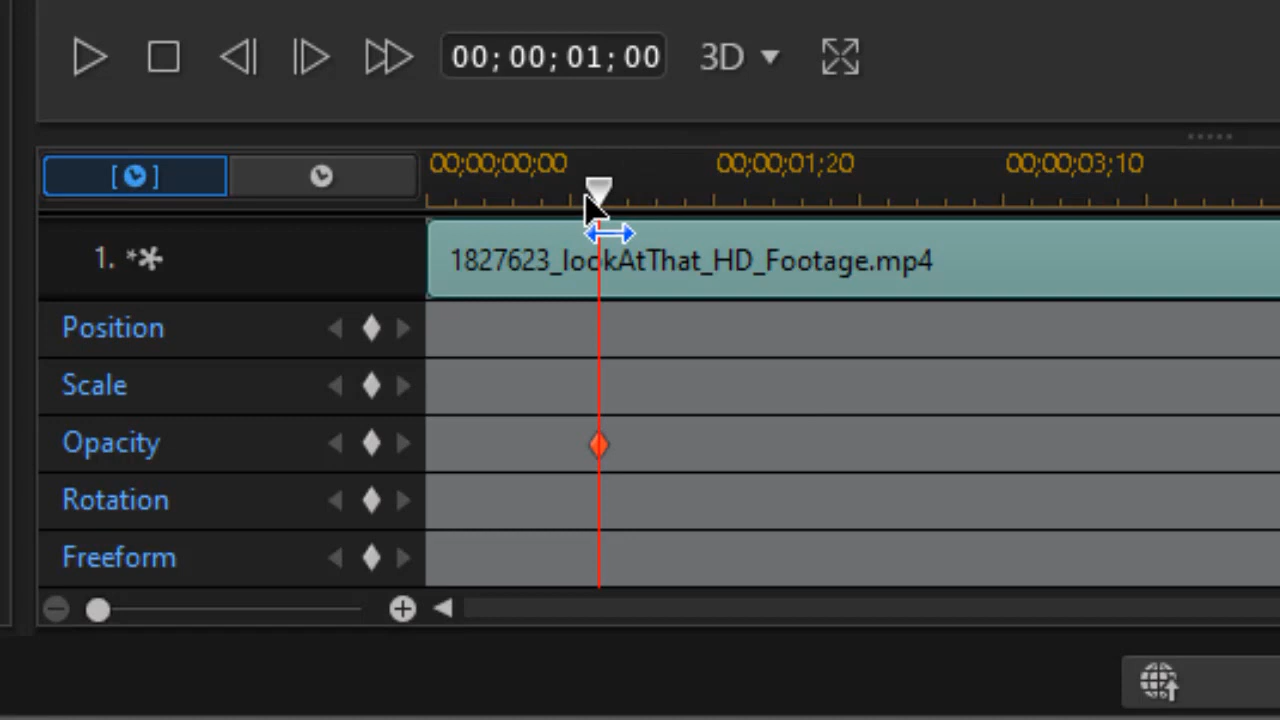 00; 00; 01; 00 3D
00;00;00;00 00;00;01;20 00;00;03;10
1. 1827623_lookAtThat_HD_Footage.mp4
Position
Scale
Opacity
Rotation
Freeform